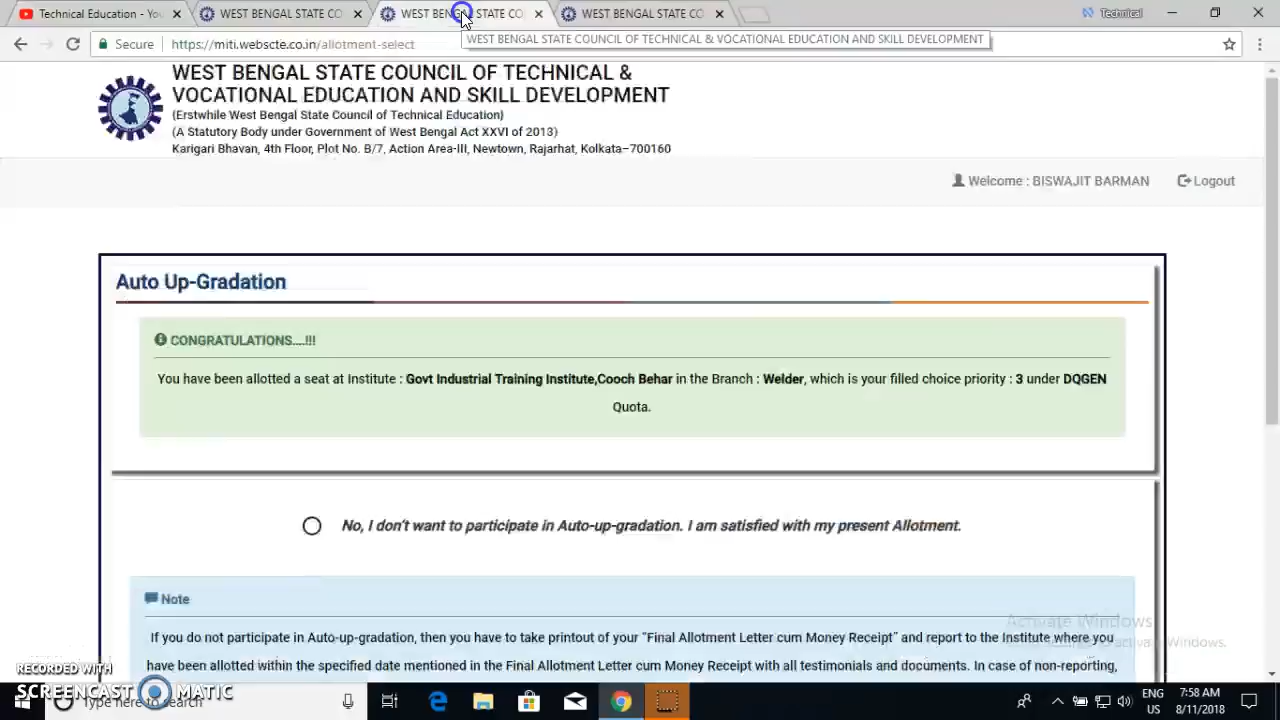 Technical Education - You
WEST BENGAL STATE CO
WEST BENGAL STATE CO
WEST BENGAL STATE CO
Technical
Secure
https://miti.webscte.co.in/allotment-select
WEST BENGAL STATE COUNCIL OF TECHNICAL & VOCATIONAL EDUCATION AND SKILL DEVELOPMENT
WEST BENGAL STATE COUNCIL OF TECHNICAL &
VOCATIONAL EDUCATION AND SKILL DEVELOPMENT
(Erstwhile West Bengal State Council of Technical Education)
(A Statutory Body under Government of West Bengal Act XXVI of 2013)
Karigari Bhavan, 4th Floor, Plot No. B/7, Action Area-III, Newtown, Rajarhat, Kolkata–700160
Welcome : BISWAJIT BARMAN
Logout
Auto Up-Gradation
CONGRATULATIONS....!!!
You have been allotted a seat at Institute : Govt Industrial Training Institute,Cooch Behar in the Branch : Welder, which is your filled choice priority : 3 under DQGEN
Quota.
No, I don't want to participate in Auto-up-gradation. I am satisfied with my present Allotment.
Note
If you do not participate in Auto-up-gradation, then you have to take printout of your "Final Allotment Letter cum Money Receipt" and report to the Institute where you
have been allotted within the specified date mentioned in the Final Allotment Letter cum Money Receipt with all testimonials and documents. In case of non-reporting,
Activate Windows
Windows.
RECORDED WITH
SCREENCAST MATIC
Type here to search
ENG
US
7:58 AM
8/11/2018